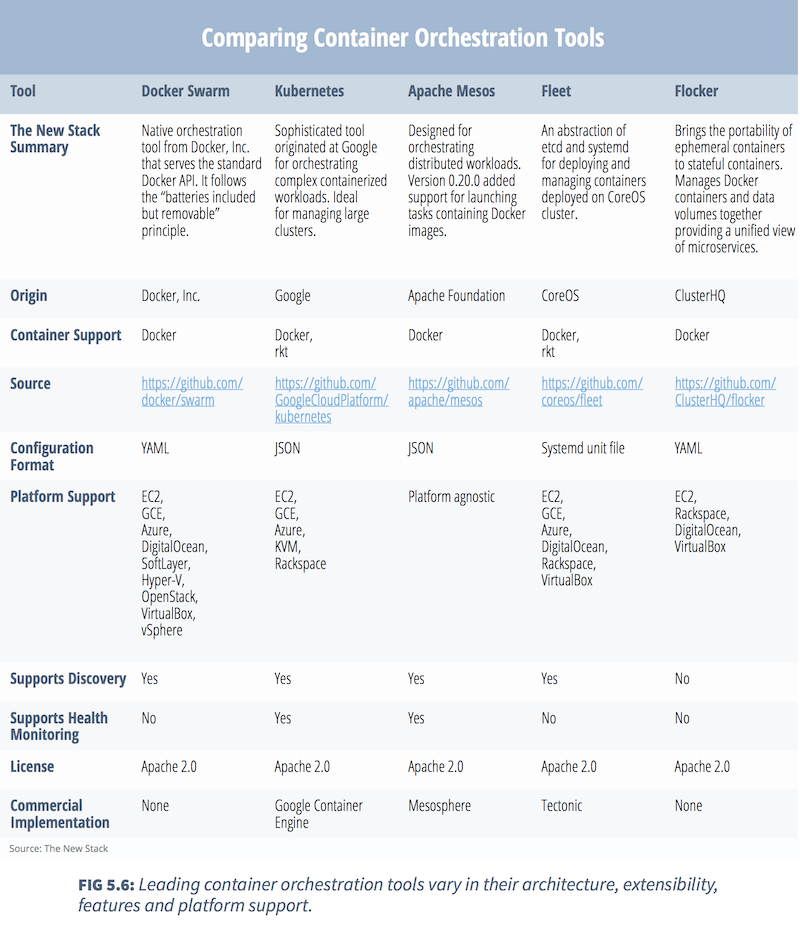 Comparing Container Orchestration Tools
Tool Docker Swarm Kubernetes Apache Mesos Fleet Flocker
The New Stack
Summary
Native orchestration
tool from Docker, Inc.
that serves the standard
Docker API. It follows
the “batteries included
but removable”
principle.
Sophisticated tool
originated at Google
for orchestrating
complex containerized
workloads. Ideal
for managing large
clusters.
Designed for
orchestrating
distributed workloads.
Version 0.20.0 added
support for launching
tasks containing Docker
images.
An abstraction of
etcd and systemd
for deploying and
managing containers
deployed on CoreOS
cluster.
Brings the portability of
ephemeral containers
to stateful containers.
Manages Docker
containers and data
volumes together
providing a unified view
of microservices.
Origin Docker, Inc. Google Apache Foundation CoreOS ClusterHQ
Container Support
Docker
Docker,
rkt
Docker
Docker,
rkt
Docker
Source
https://github.com/
docker/swarm
https://github.com/
GoogleCloudPlatform/
kubernetes
https://github.com/
apache/mesos
https://github.com/
coreos/fleet
https://github.com/
ClusterHQ/flocker
Configuration
Format
YAML
JSON
JSON
Systemd unit file
YAML
Platform Support
EC2,
GCE,
Azure,
DigitalOcean,
SoftLayer,
Hyper-V,
OpenStack,
VirtualBox,
vSphere
EC2,
GCE,
Azure,
KVM,
Rackspace
Platform agnostic
EC2,
GCE,
Azure,
DigitalOcean,
Rackspace,
VirtualBox
EC2,
Rackspace,
DigitalOcean,
VirtualBox
Supports Discovery Yes Yes Yes Yes No
Supports Health
Monitoring
No
Yes
Yes
No
No
License Apache 2.0 Apache 2.0 Apache 2.0 Apache 2.0 Apache 2.0
Commercial
Implementation
None
Google Container
Engine
Mesosphere
Tectonic
None
Source: The New Stack
FIG 5.6: Leading container orchestration tools vary in their architecture, extensibility,
features and platform support.